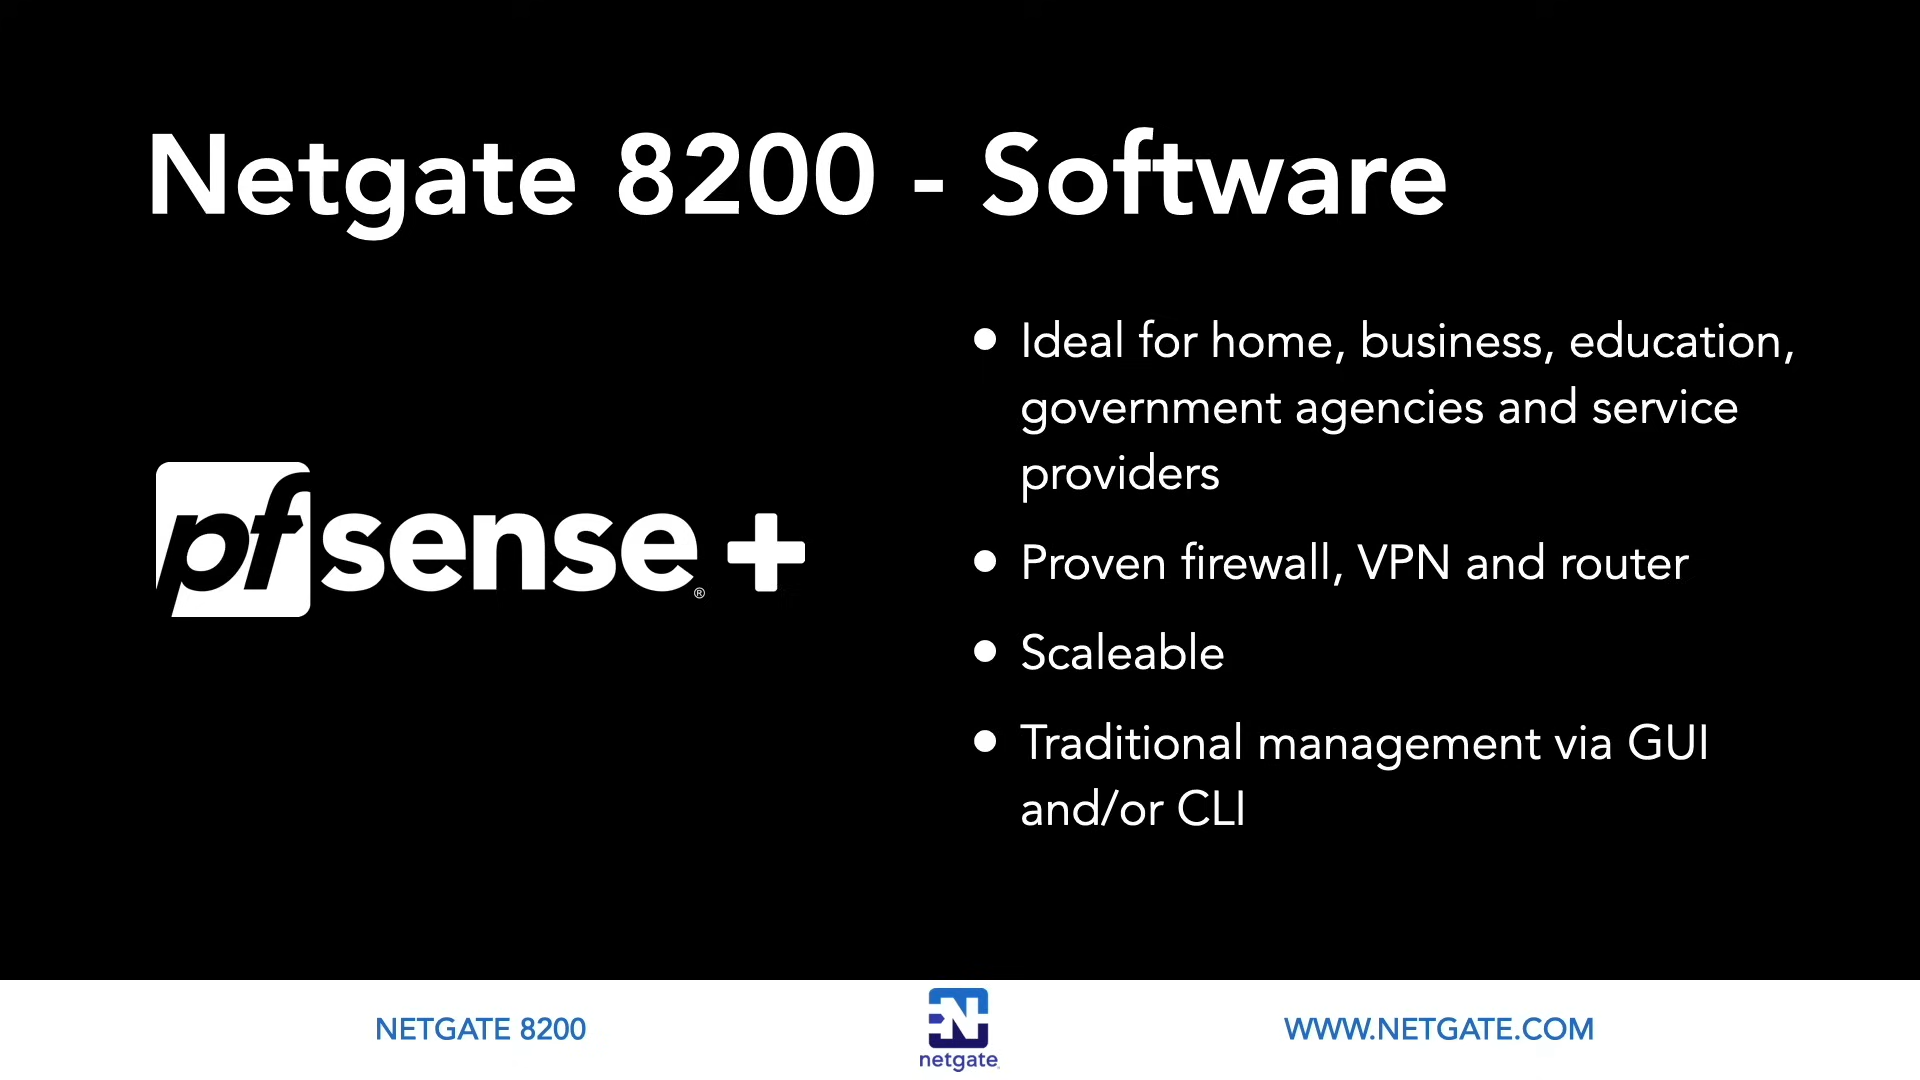 Netgate 8200 - Software
pfsense® +
• Ideal for home, business, education,
government agencies and service
providers
• Proven firewall, VPN and router
• Scaleable
• Traditional management via GUI
and/or CLI
NETGATE 8200
N
netgate
WWW.NETGATE.COM